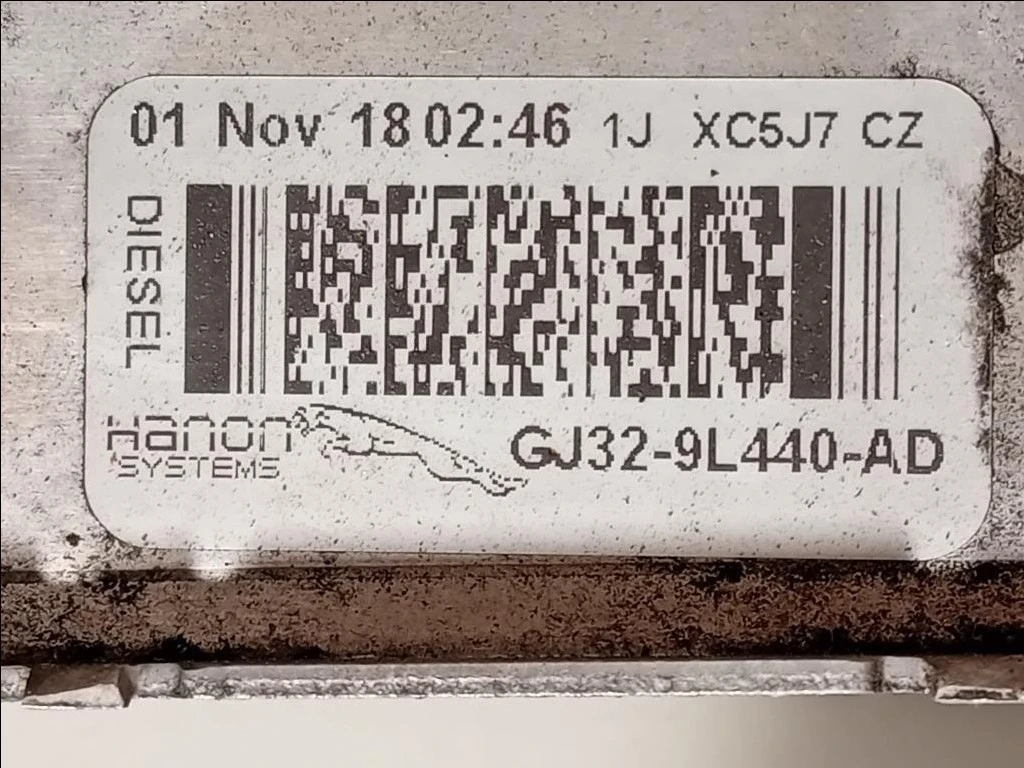 01 Nov 18 02:46 1J XC5J7 CZ
DIESEL
Hanon
SYSTEMS
GJ32-9L440-AD